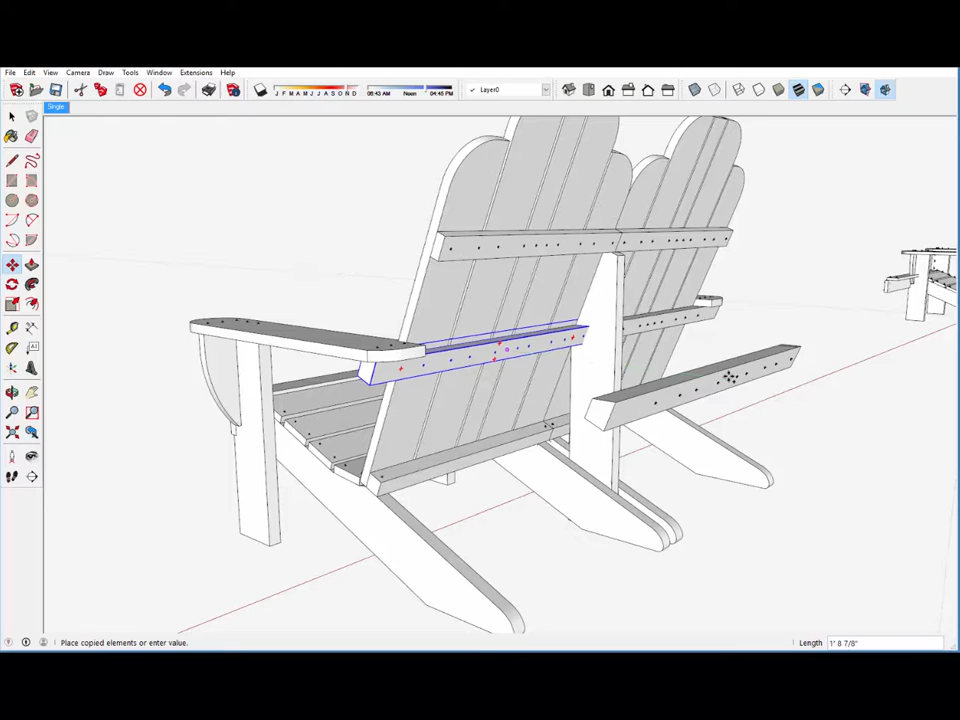 File Edit View Camera Draw Tools Window Extensions Help
J F M A M J J A S O N D 06:43 AM Noon 04:45 PM Layer0
Single
Place copied elements or enter value. Length 1' 8 7/8"